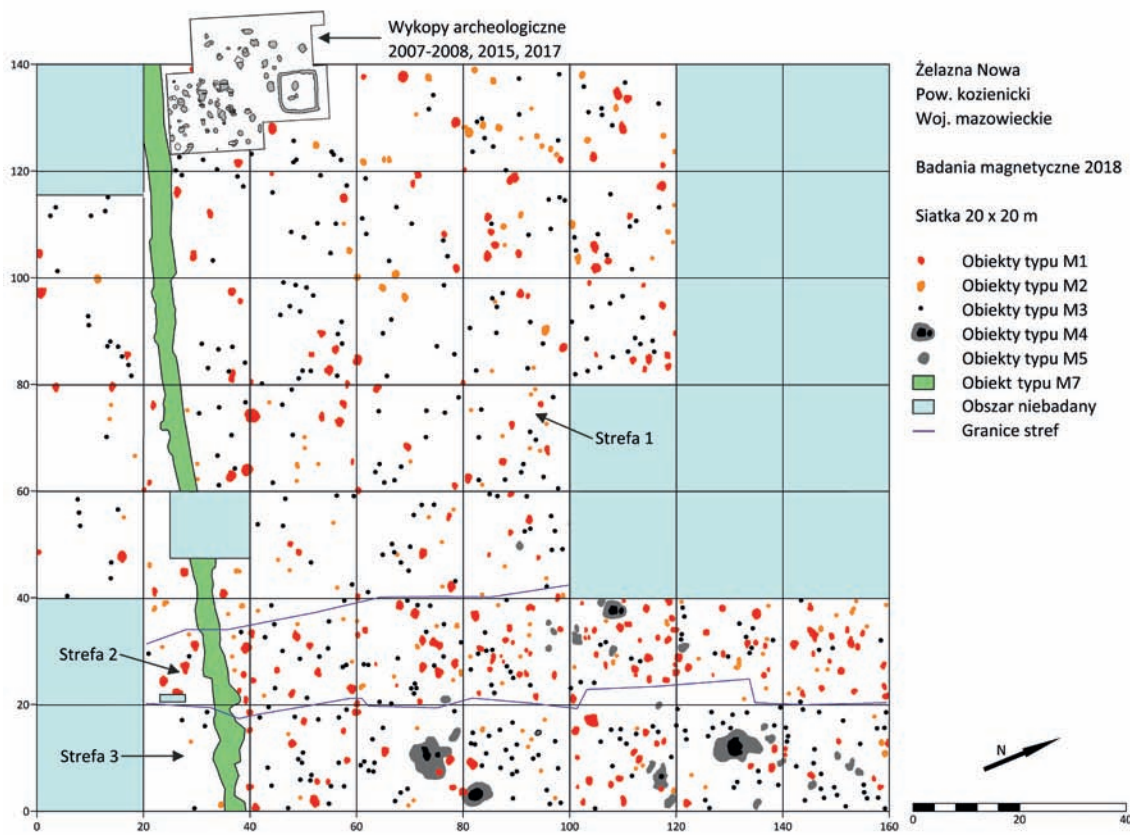 Wykopy archeologiczne
2007-2008, 2015, 2017
140
120
100
80
60
40
20
0
0
20
40
60
80
100
120
140
160
Strefa 1
Strefa 2
Strefa 3
Żelazna Nowa
Pow. kozienicki
Woj. mazowieckie
Badania magnetyczne 2018
Siatka 20 x 20 m
Obiekty typu M1
Obiekty typu M2
Obiekty typu M3
Obiekty typu M4
Obiekty typu M5
Obiekt typu M7
Obszar niebadany
Granice stref
N
0
20
40